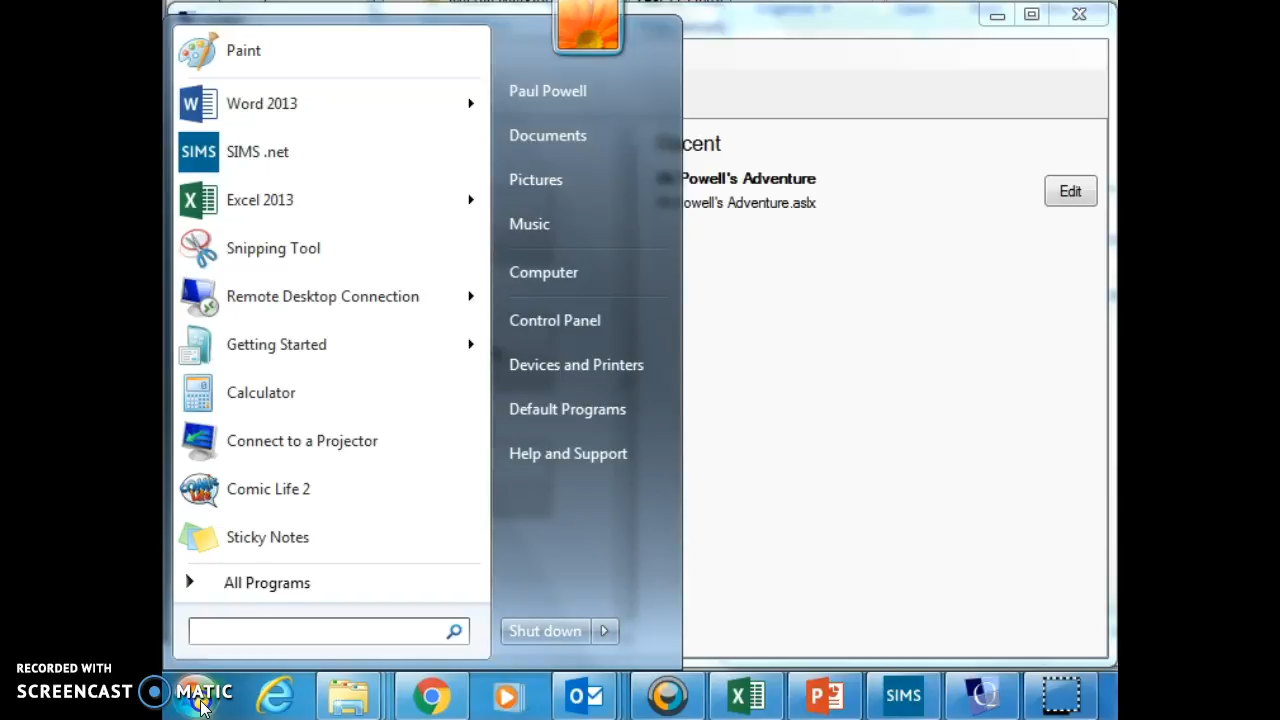 Paint
Word 2013
SIMS SIMS .net
Excel 2013
Snipping Tool
Remote Desktop Connection
Getting Started
Calculator
Connect to a Projector
Comic Life 2
Sticky Notes
All Programs
Paul Powell
Documents
Pictures
Music
Computer
Control Panel
Devices and Printers
Default Programs
Help and Support
Shut down
cent
Powell's Adventure
owell's Adventure.aslx
Edit
SIMS
RECORDED WITH
SCREENCAST MATIC